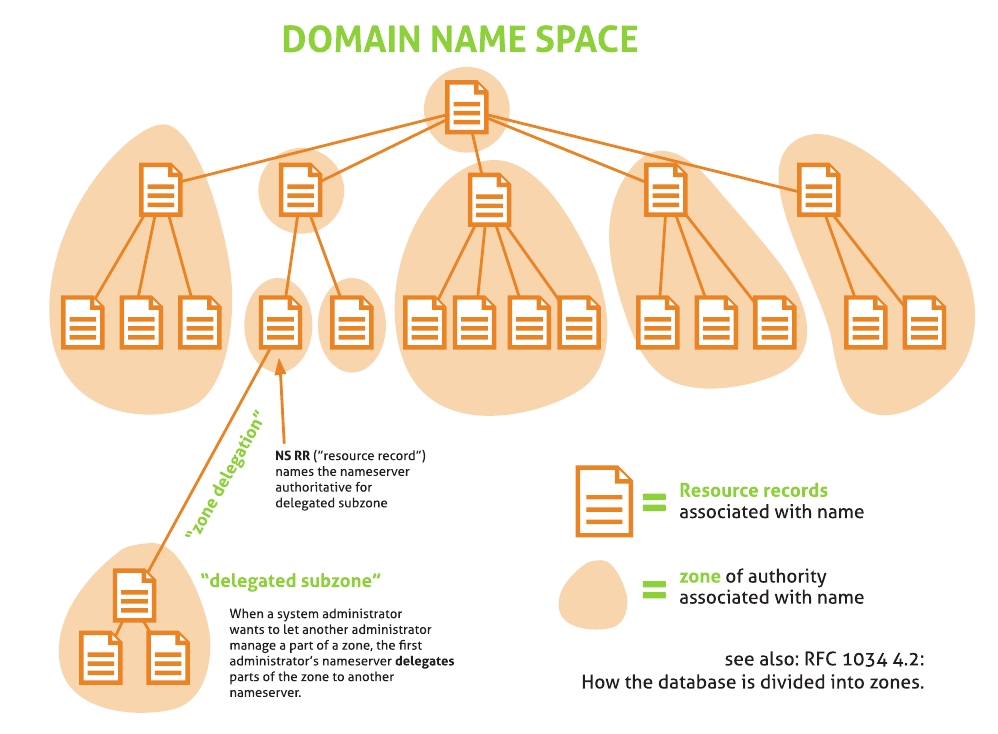 DOMAIN NAME SPACE
“zone delegation”
NS RR (“resource record”)
names the nameserver
authoritative for
delegated subzone
Resource records
associated with name
zone of authority
associated with name
“delegated subzone”
When a system administrator
wants to let another administrator
manage a part of a zone, the first
administrator’s nameserver delegates
parts of the zone to another
nameserver.
see also: RFC 1034 4.2:
How the database is divided into zones.